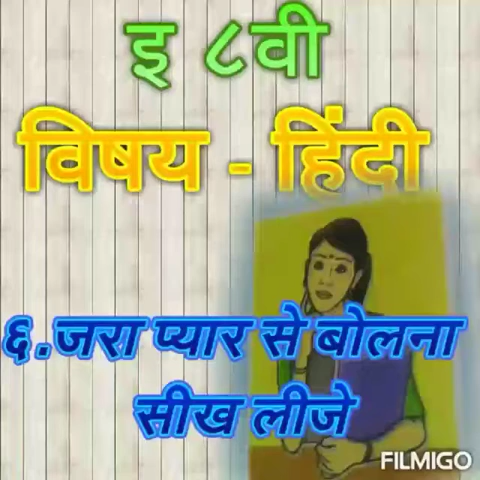 इ ८वी
विषय - हिंदी
६.जरा प्यार से बोलना
सीख लीजे
FILMIGO